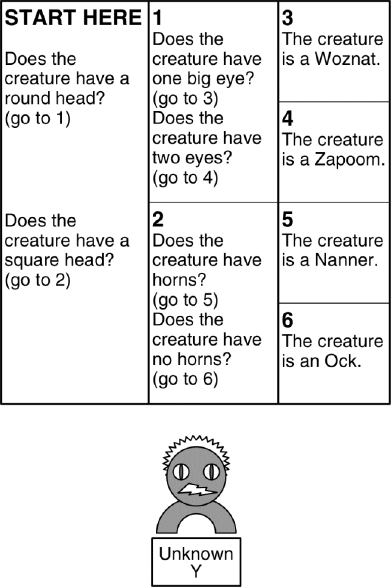 START HERE
Does the
creature have a
round head?
(go to 1)
Does the
creature have a
square head?
(go to 2)
1
Does the
creature have
one big eye?
(go to 3)
Does the
creature have
two eyes?
(go to 4)
2
Does the
creature have
horns?
(go to 5)
Does the
creature have
no horns?
(go to 6)
3
The creature
is a Woznat.
4
The creature
is a Zapoom.
5
The creature
is a Nanner.
6
The creature
is an Ock.
Unknown
Y